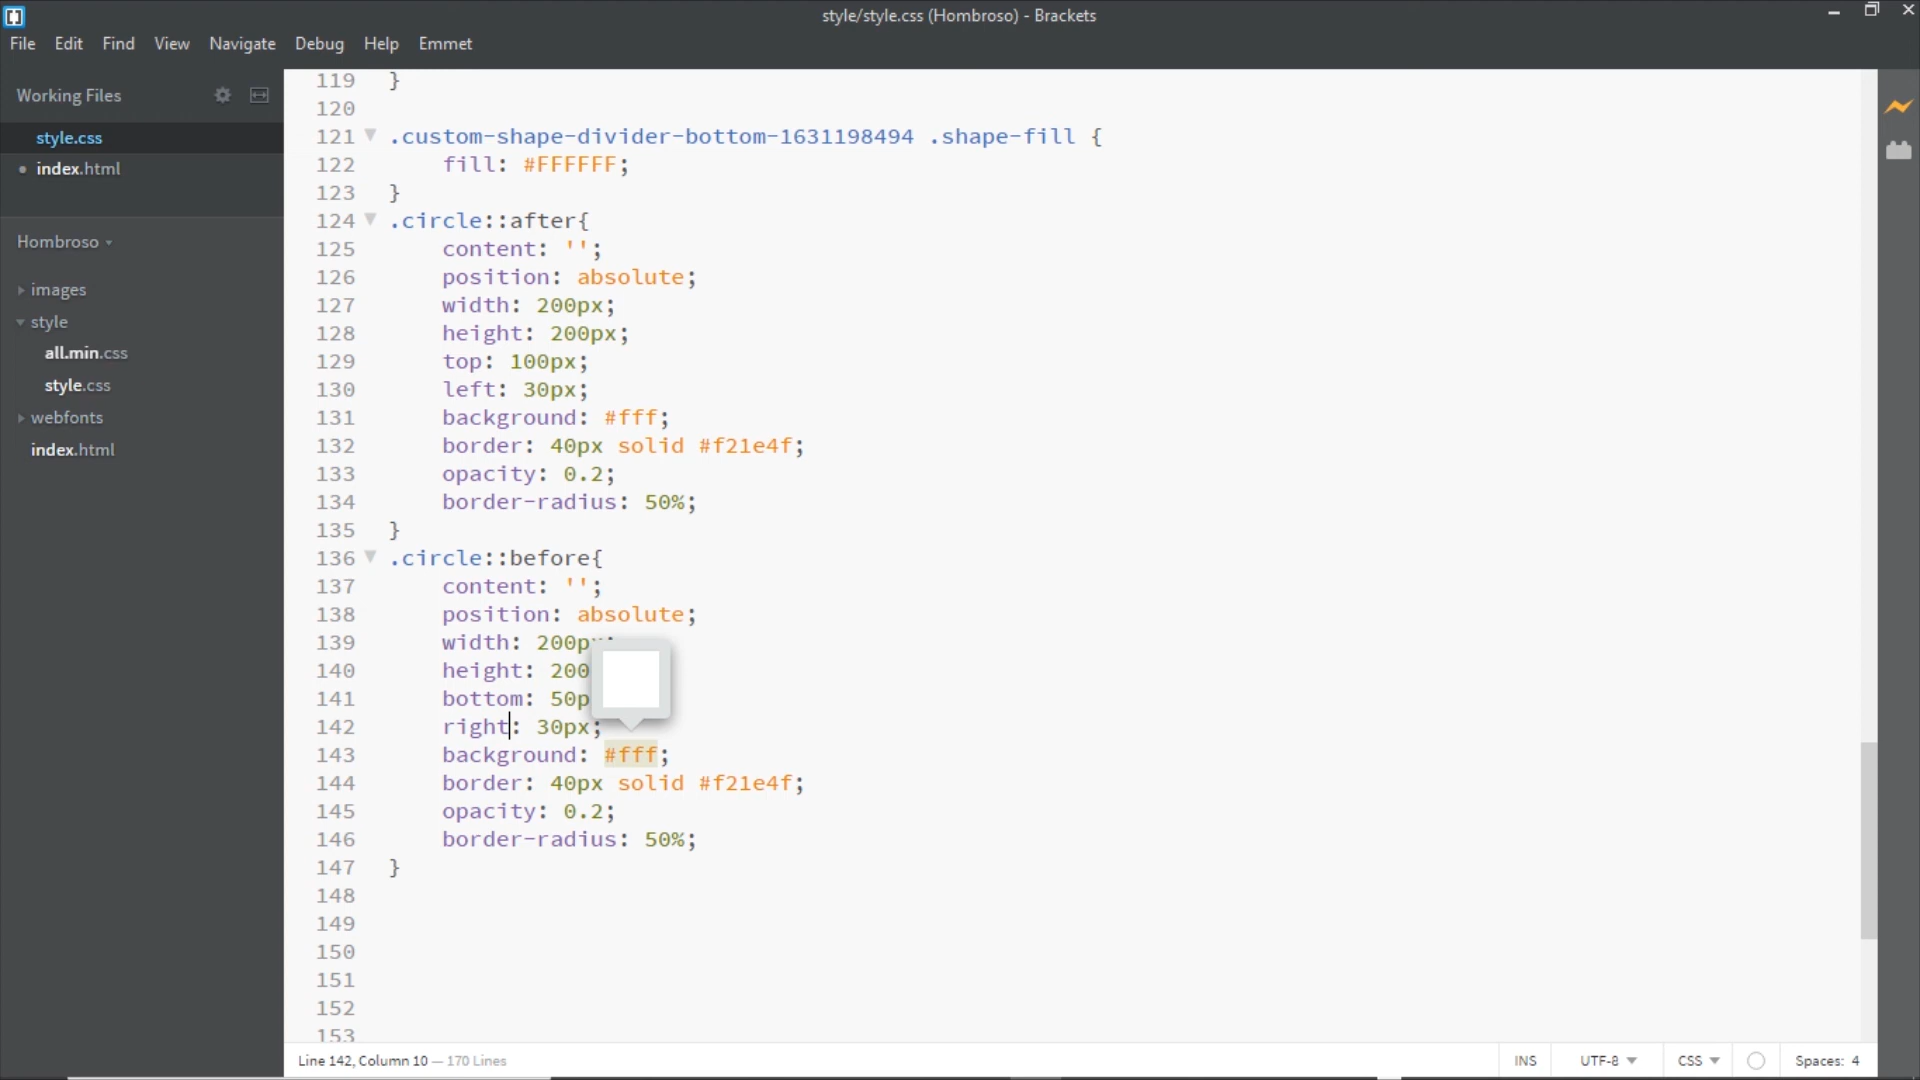 style/style.css (Hombroso) - Brackets
File Edit Find View Navigate Debug Help Emmet
Working Files
style.css
index.html
Hombroso
images
style
all.min.css
style.css
webfonts
index.html
119 }
120
121 .custom-shape-divider-bottom-1631198494 .shape-fill {
122 fill: #FFFFFF;
123 }
124 .circle::after{
125 content: '';
126 position: absolute;
127 width: 200px;
128 height: 200px;
129 top: 100px;
130 left: 30px;
131 background: #fff;
132 border: 40px solid #f21e4f;
133 opacity: 0.2;
134 border-radius: 50%;
135 }
136 .circle::before{
137 content: '';
138 position: absolute;
139 width: 200p
140 height: 200
141 bottom: 50p
142 right: 30px;
143 background: #fff;
144 border: 40px solid #f21e4f;
145 opacity: 0.2;
146 border-radius: 50%;
147 }
148
149
150
151
152
153
Line 142, Column 10 — 170 Lines
INS UTF-8 CSS Spaces: 4